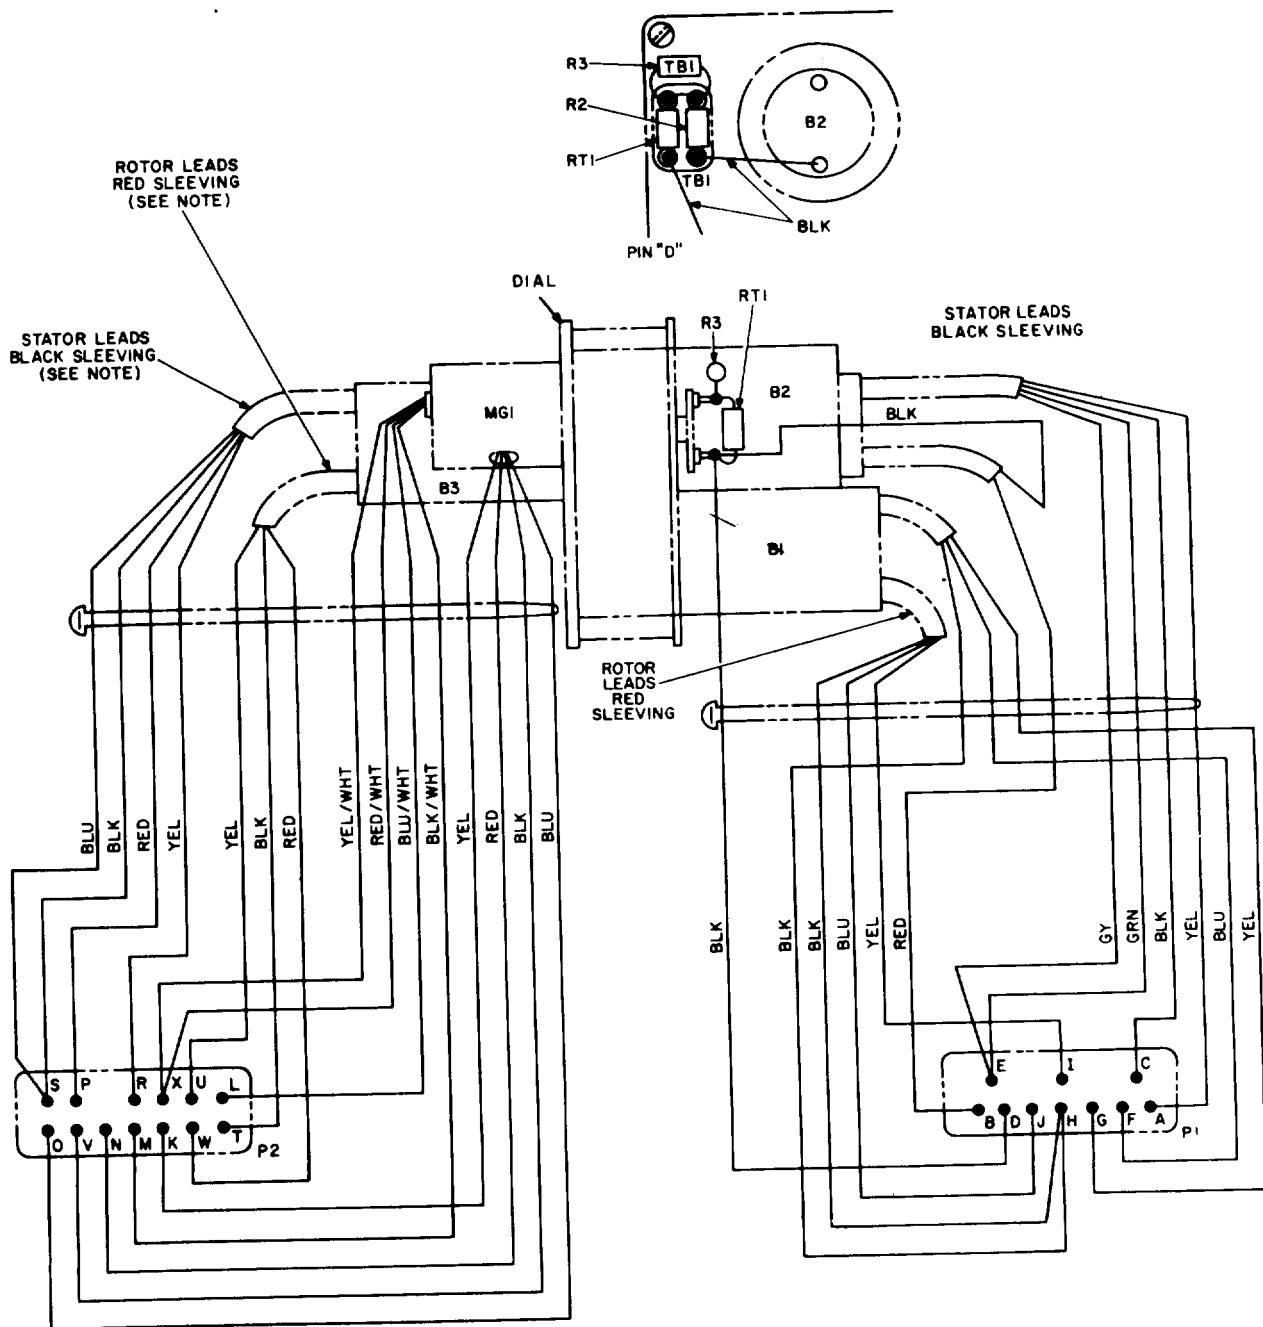 R3
TB1
R2
B2
RT1
TB1
BLK
PIN "D"
ROTOR LEADS
RED SLEEVING
(SEE NOTE)
DIAL
RT1
R3
STATOR LEADS
BLACK SLEEVING
STATOR LEADS
BLACK SLEEVING
(SEE NOTE)
MG1
B2
BLK
B3
B1
ROTOR
LEADS
RED
SLEEVING
BLU
BLK
RED
YEL
YEL
BLK
RED
YEL/WHT
RED/WHT
BLU/WHT
BLK/WHT
YEL
RED
BLK
BLU
BLK
BLK
BLK
BLU
YEL
RED
GY
GRN
BLK
YEL
BLU
YEL
S P R X U L
O V N M K W T
P2
E I C
B D J H G F A
P1